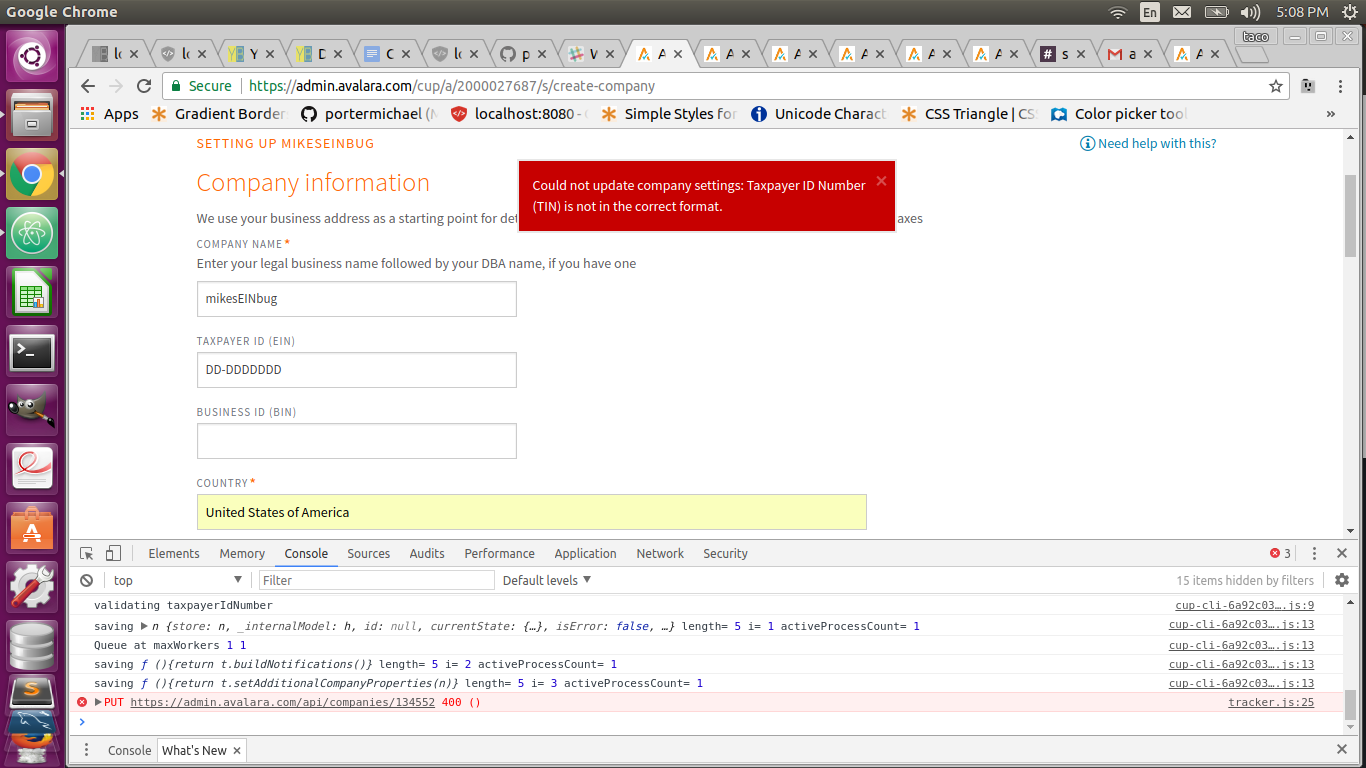 Google Chrome
En
5:08 PM
taco
lo
lo
Y
D
C
lo
p
W
A
A
A
A
A
A
s
a
A
Secure
https://admin.avalara.com/cup/a/2000027687/s/create-company
Apps
Gradient Border
portermichael (M
localhost:8080 -
Simple Styles for
Unicode Charact
CSS Triangle | CS
Color picker tool
»
SETTING UP MIKESEINBUG
Need help with this?
Company information
Could not update company settings: Taxpayer ID Number
(TIN) is not in the correct format.
We use your business address as a starting point for det
axes
COMPANY NAME*
Enter your legal business name followed by your DBA name, if you have one
mikesEINbug
TAXPAYER ID (EIN)
DD-DDDDDDD
BUSINESS ID (BIN)
COUNTRY*
United States of America
Elements Memory Console Sources Audits Performance Application Network Security
3
top
Filter
Default levels ▼
15 items hidden by filters
validating taxpayerIdNumber cup-cli-6a92c03….js:9
saving ▶n {store: n, _internalModel: h, id: null, currentState: {…}, isError: false, …} length= 5 i= 1 activeProcessCount= 1 cup-cli-6a92c03….js:13
Queue at maxWorkers 1 1 cup-cli-6a92c03….js:13
saving ƒ (){return t.buildNotifications()} length= 5 i= 2 activeProcessCount= 1 cup-cli-6a92c03….js:13
saving ƒ (){return t.setAdditionalCompanyProperties(n)} length= 5 i= 3 activeProcessCount= 1 cup-cli-6a92c03….js:13
▶PUT https://admin.avalara.com/api/companies/134552 400 () tracker.js:25
Console What's New